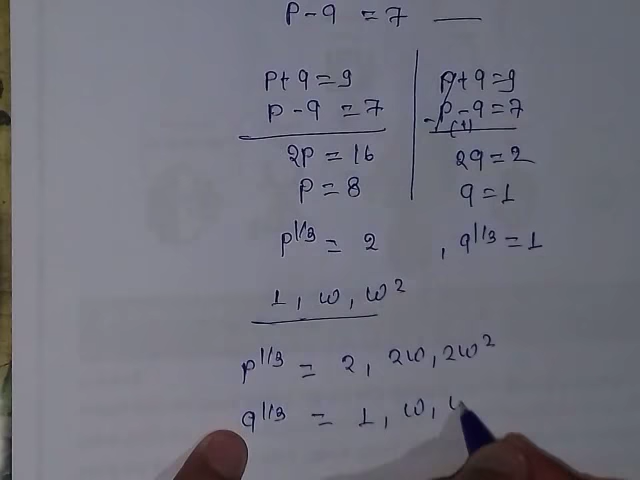 p - q = 7
p + q = 9
p - q = 7
2p = 16
p = 8
p + q = 9
p - q = 7
- (+)
2q = 2
q = 1
p^1/3 = 2 , q^1/3 = 1
1, ω, ω²
p^1/3 = 2, 2ω, 2ω²
q^1/3 = 1, ω,